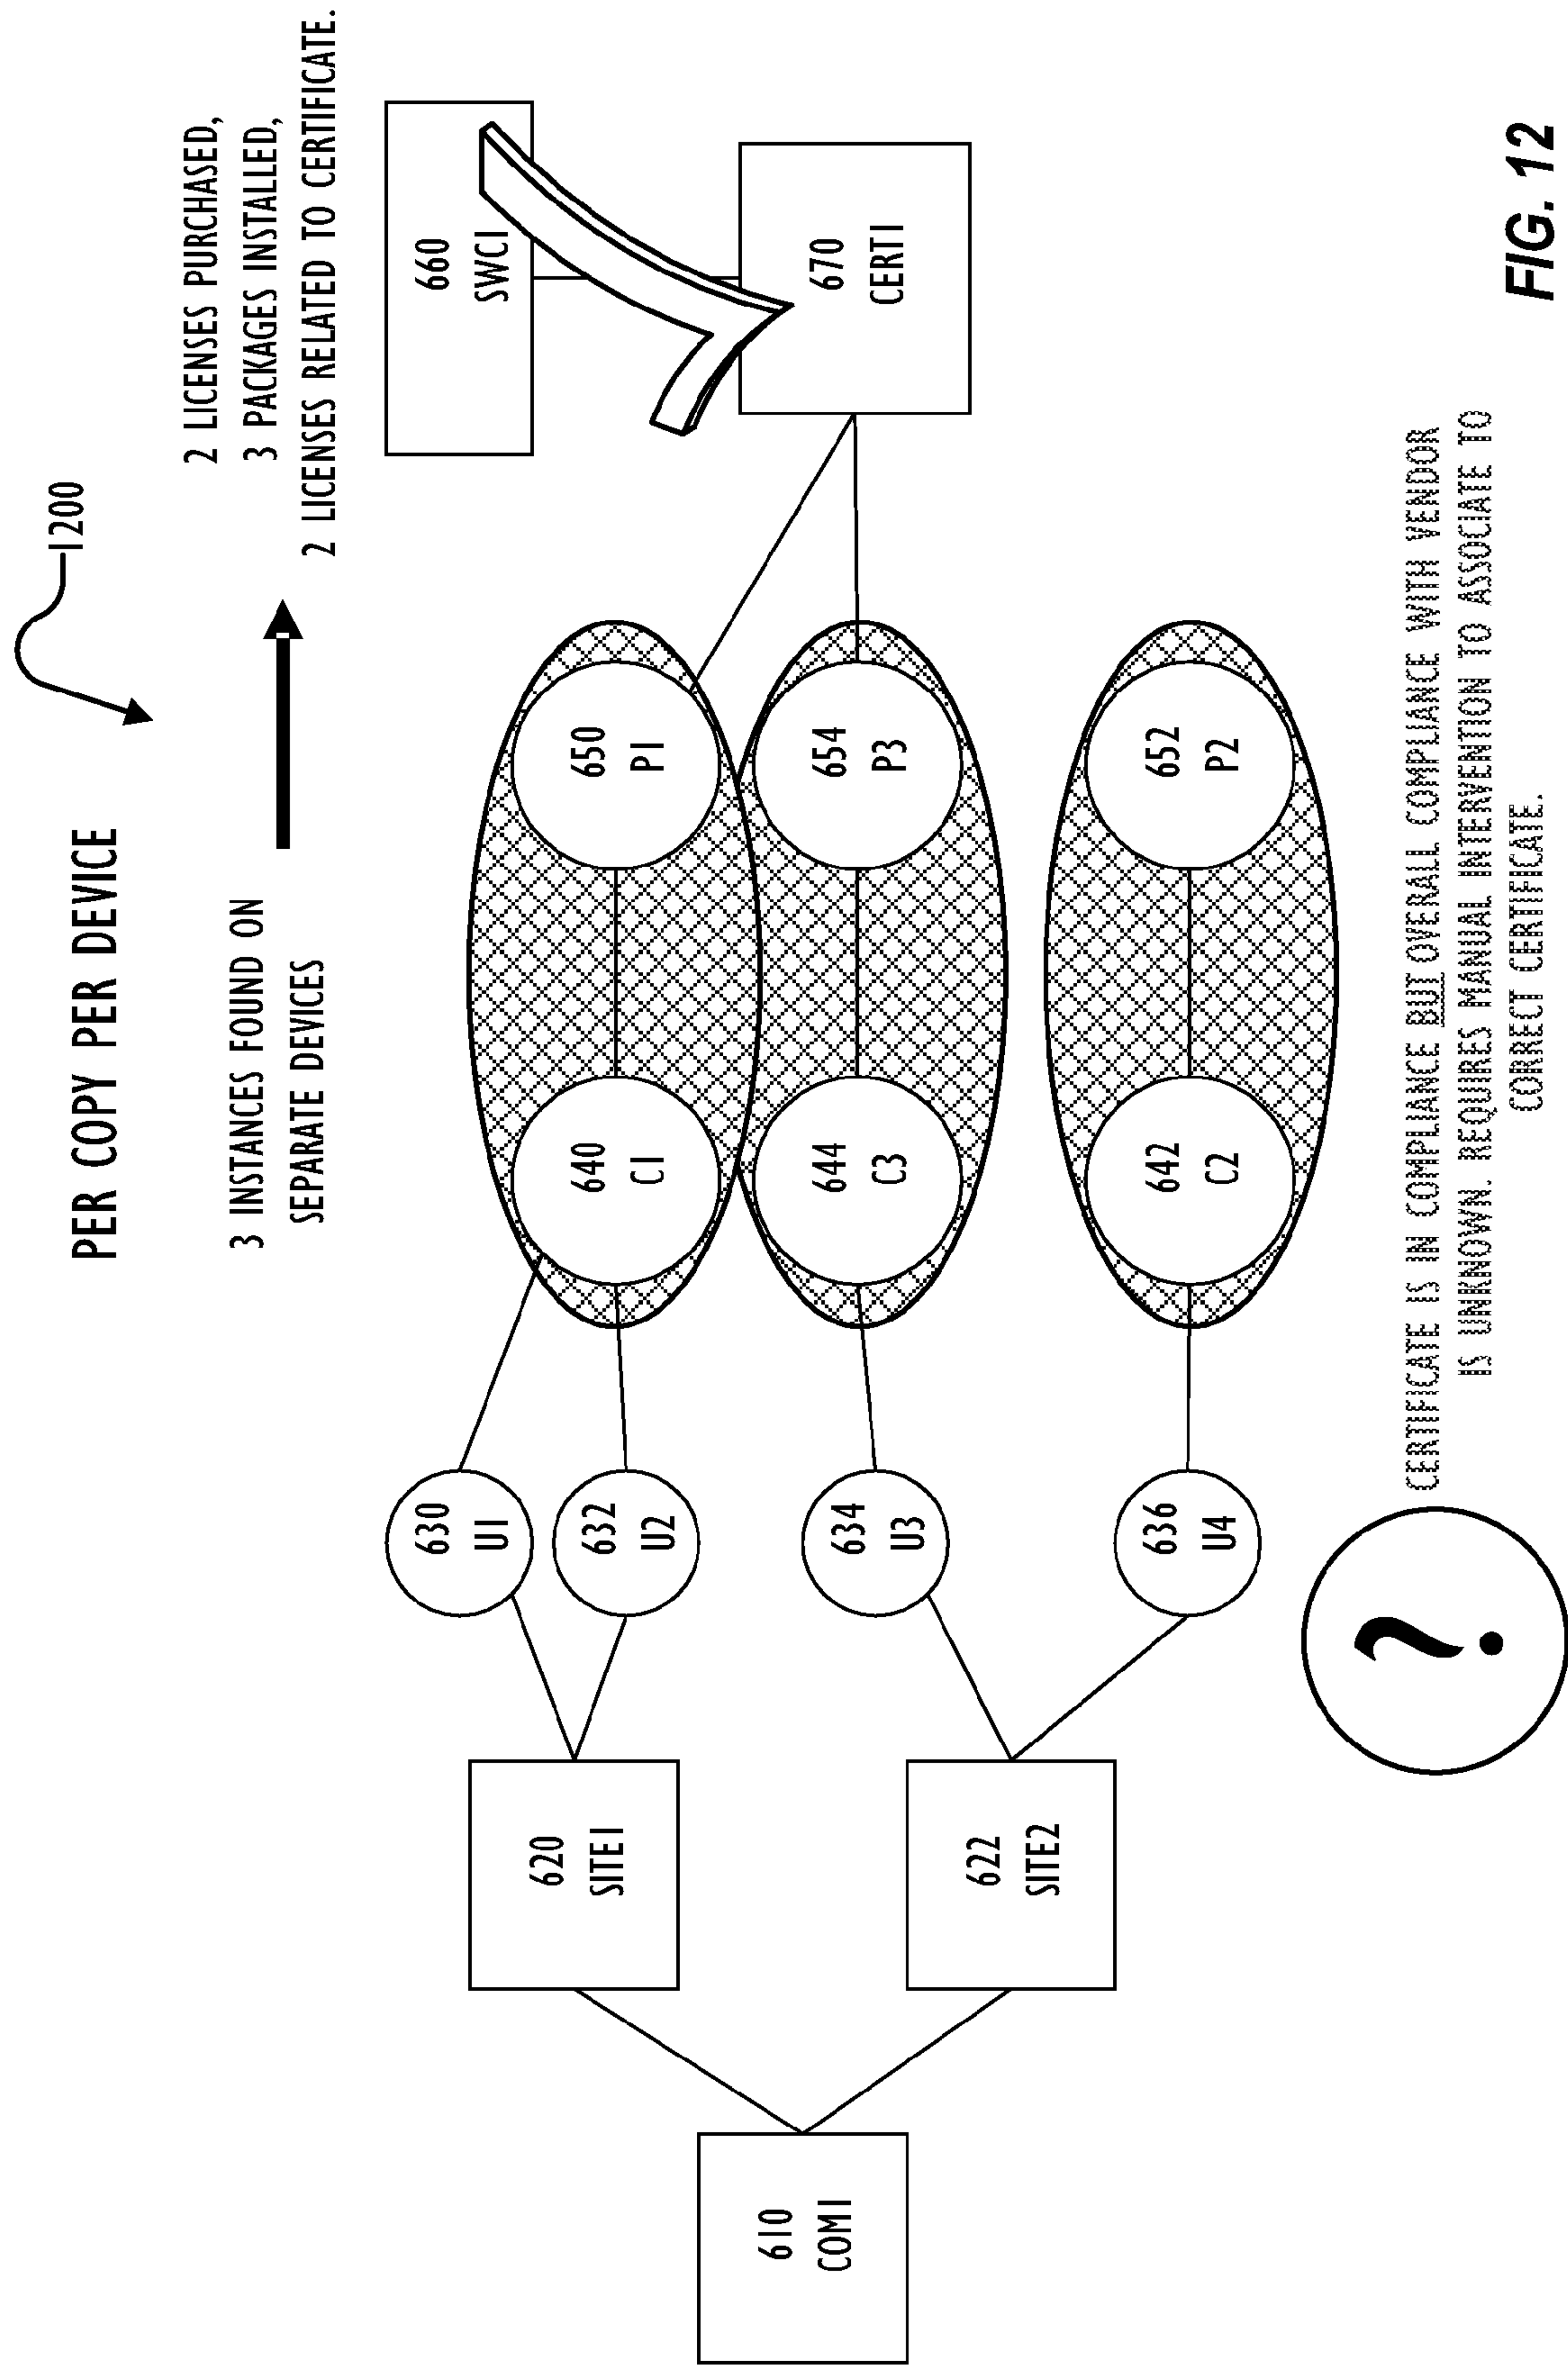 PER COPY PER DEVICE
1200
3 INSTANCES FOUND ON
SEPARATE DEVICES
2 LICENSES PURCHASED,
3 PACKAGES INSTALLED,
2 LICENSES RELATED TO CERTIFICATE.
610
COM1
620
SITE1
622
SITE2
630
U1
632
U2
634
U3
636
U4
640
C1
644
C3
642
C2
650
P1
654
P3
652
P2
660
SWC1
670
CERT1
?
CERTIFICATE IS IN COMPLIANCE BUT OVERALL COMPLIANCE WITH VENDOR
IS UNKNOWN. REQUIRES MANUAL INTERVENTION TO ASSOCIATE TO
CORRECT CERTIFICATE.
FIG. 12